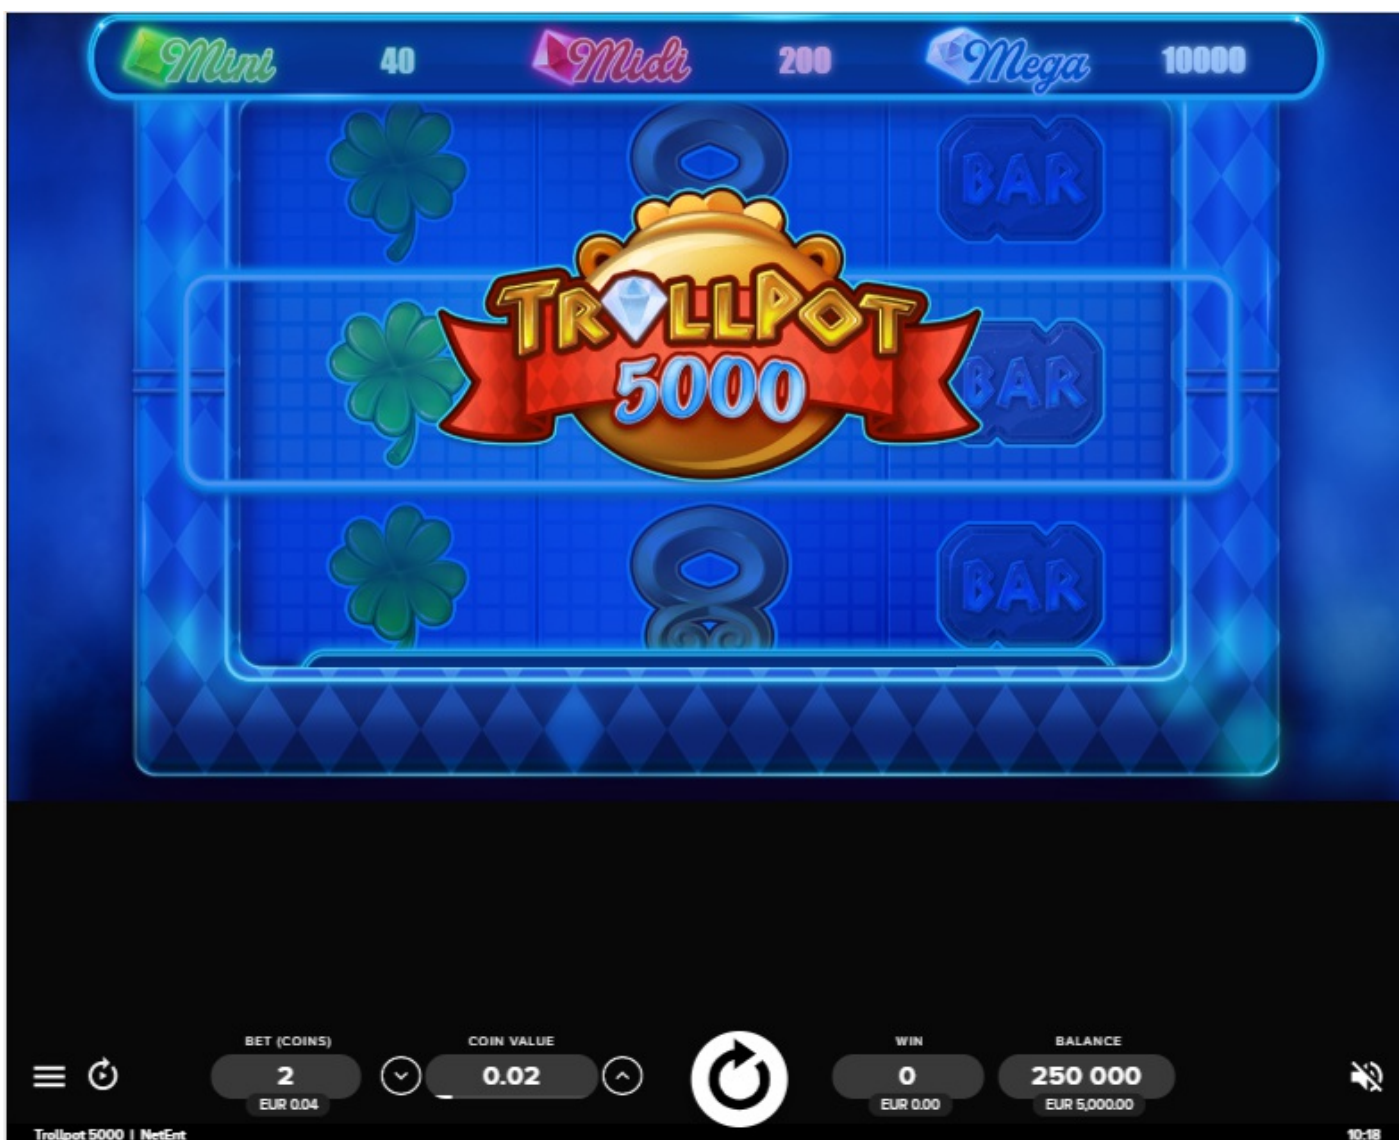 Mini 40 Midi 200 Mega 10000
BAR
TROLLPOT
5000
BAR
BAR
BET (COINS) COIN VALUE WIN BALANCE
2 0.02 0 250 000
EUR 0.04 EUR 0.00 EUR 5,000.00
Trollpot 5000 | NetEnt 10:18